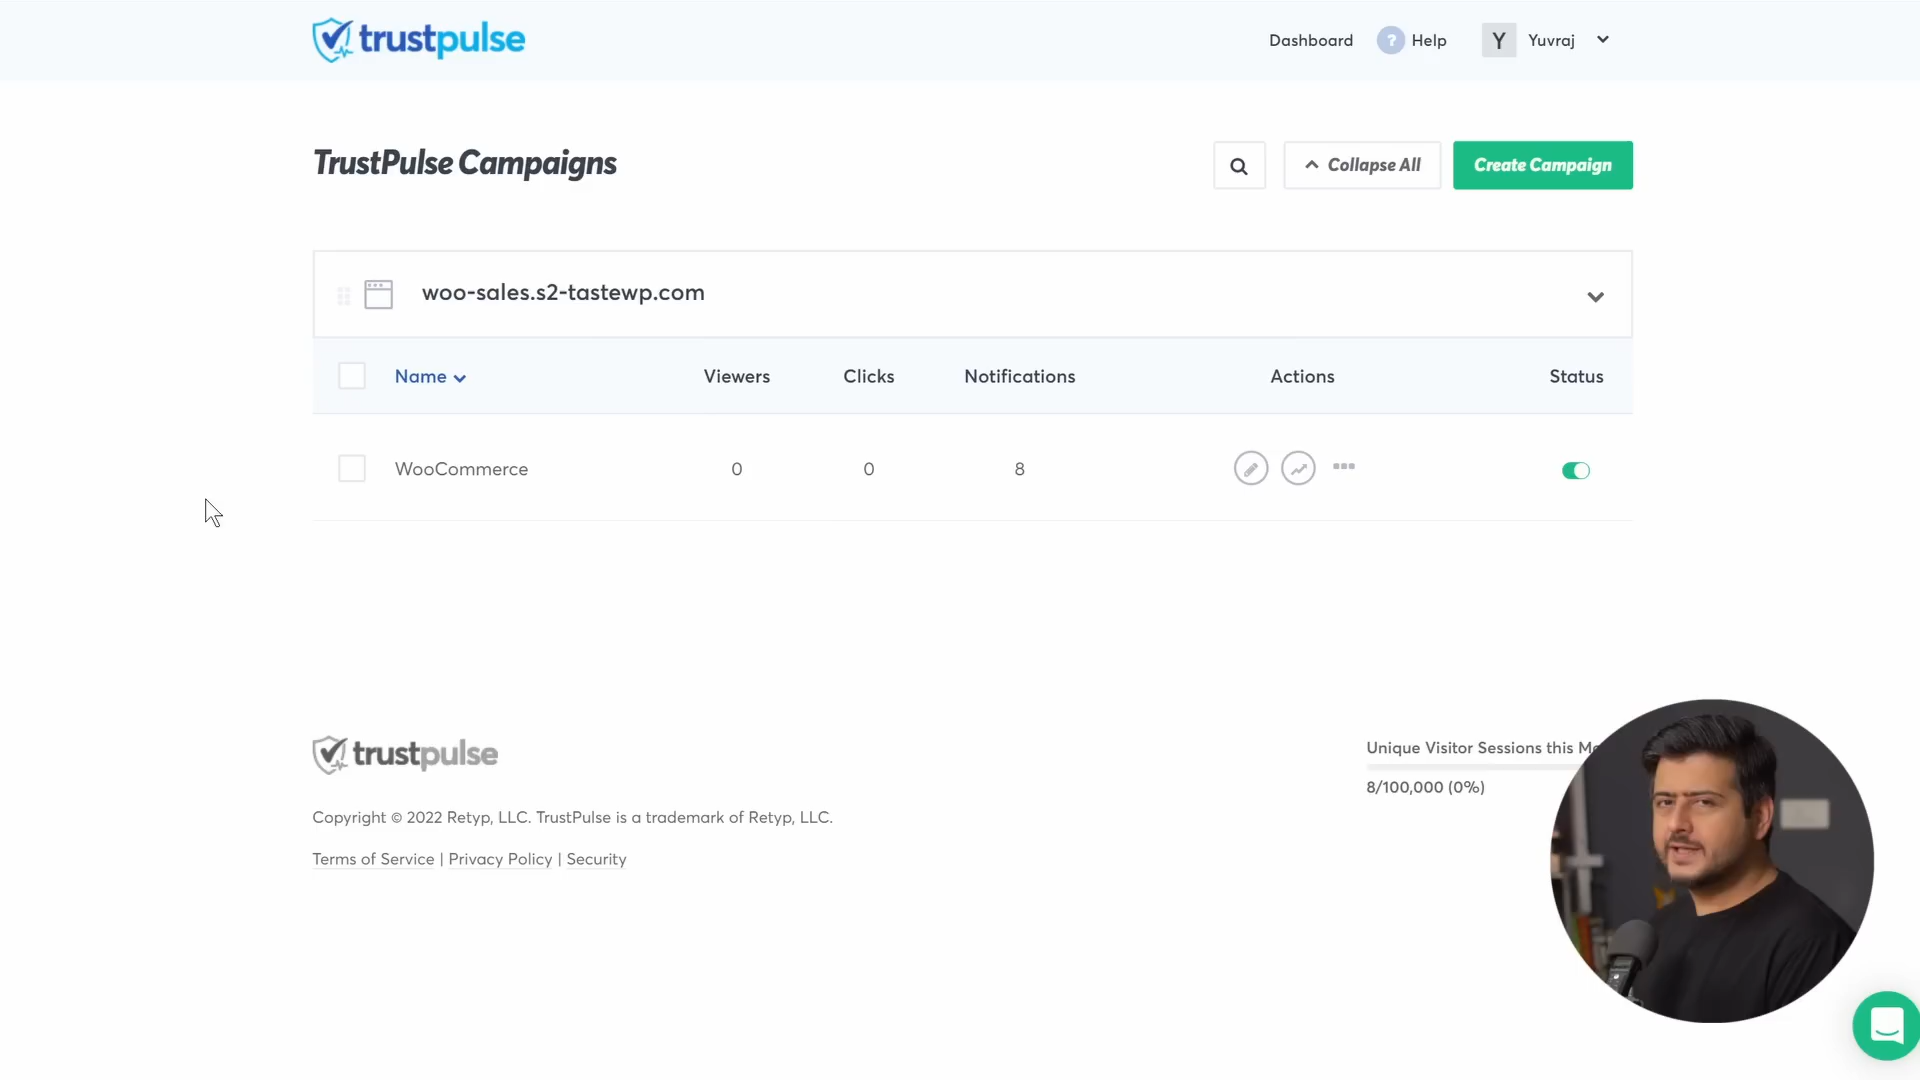 trustpulse
Dashboard ? Help Y Yuvraj
TrustPulse Campaigns
Collapse All
Create Campaign
woo-sales.s2-tastewp.com
Name Viewers Clicks Notifications Actions Status
WooCommerce 0 0 8
trustpulse
Unique Visitor Sessions this
8/100,000 (0%)
Copyright © 2022 Retyp, LLC. TrustPulse is a trademark of Retyp, LLC.
Terms of Service | Privacy Policy | Security